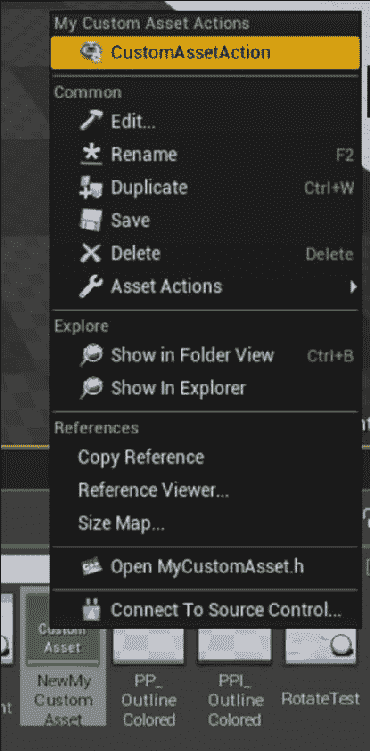 My Custom Asset Actions
CustomAssetAction
Common
Edit...
Rename F2
Duplicate Ctrl+W
Save
Delete Delete
Asset Actions
Explore
Show in Folder View Ctrl+B
Show In Explorer
References
Copy Reference
Reference Viewer...
Size Map...
Open MyCustomAsset.h
Connect To Source Control...
Custom
Asset
NewMy
Custom
Asset
PP_
Outline
Colored
PPI_
Outline
Colored
RotateTest